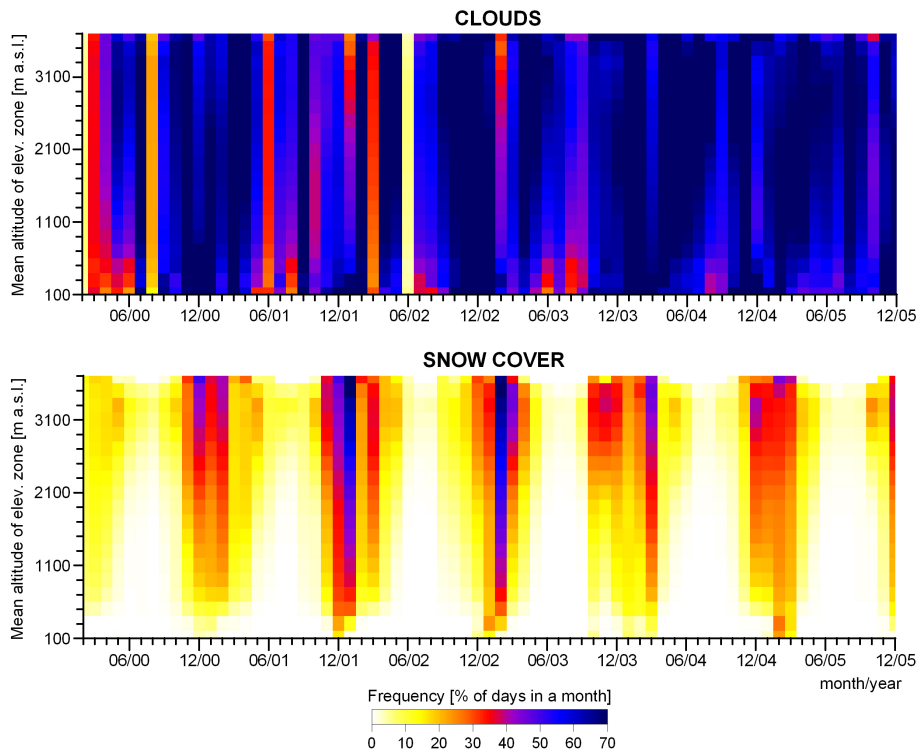 CLOUDS
Mean altitude of elev. zone [m a.s.l.]
3100
2100
1100
100
06/00 12/00 06/01 12/01 06/02 12/02 06/03 12/03 06/04 12/04 06/05 12/05
SNOW COVER
Mean altitude of elev. zone [m a.s.l.]
3100
2100
1100
100
06/00 12/00 06/01 12/01 06/02 12/02 06/03 12/03 06/04 12/04 06/05 12/05
month/year
Frequency [% of days in a month]
0 10 20 30 40 50 60 70